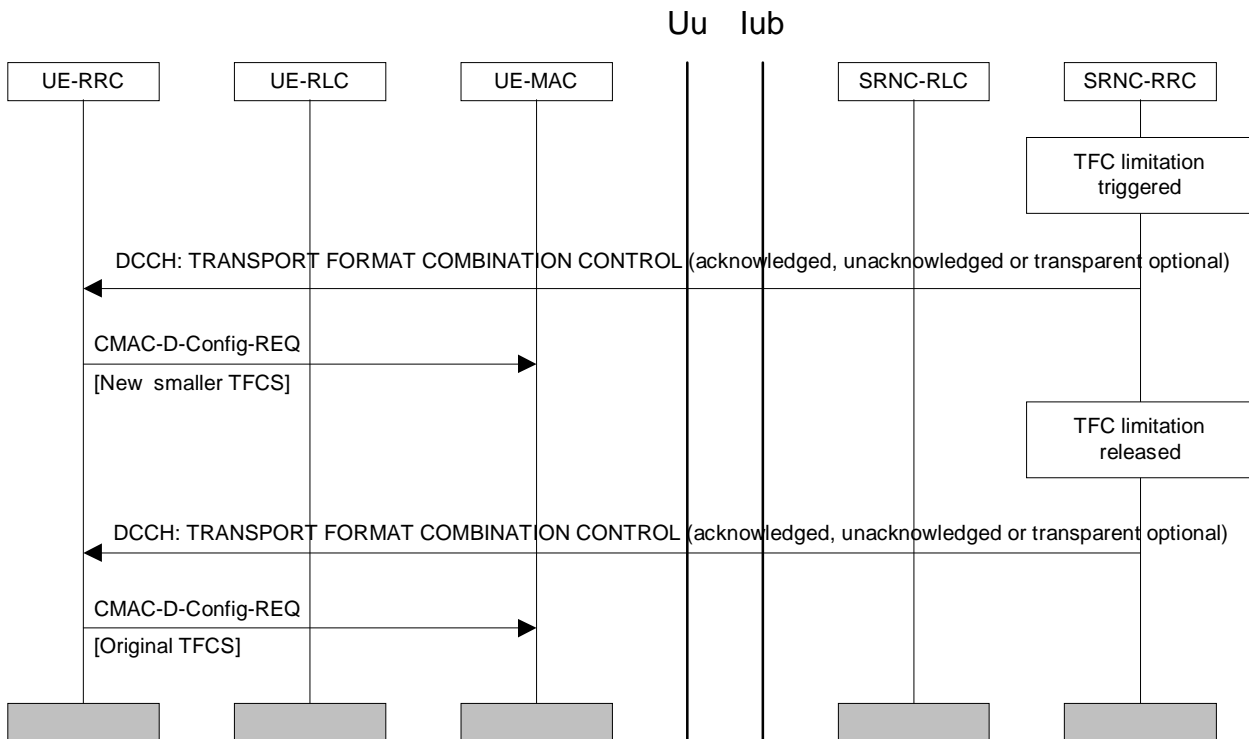 Uu Iub
UE-RRC UE-RLC UE-MAC SRNC-RLC SRNC-RRC
TFC limitation
triggered
DCCH: TRANSPORT FORMAT COMBINATION CONTROL (acknowledged, unacknowledged or transparent optional)
CMAC-D-Config-REQ
[New smaller TFCS]
TFC limitation
released
DCCH: TRANSPORT FORMAT COMBINATION CONTROL (acknowledged, unacknowledged or transparent optional)
CMAC-D-Config-REQ
[Original TFCS]